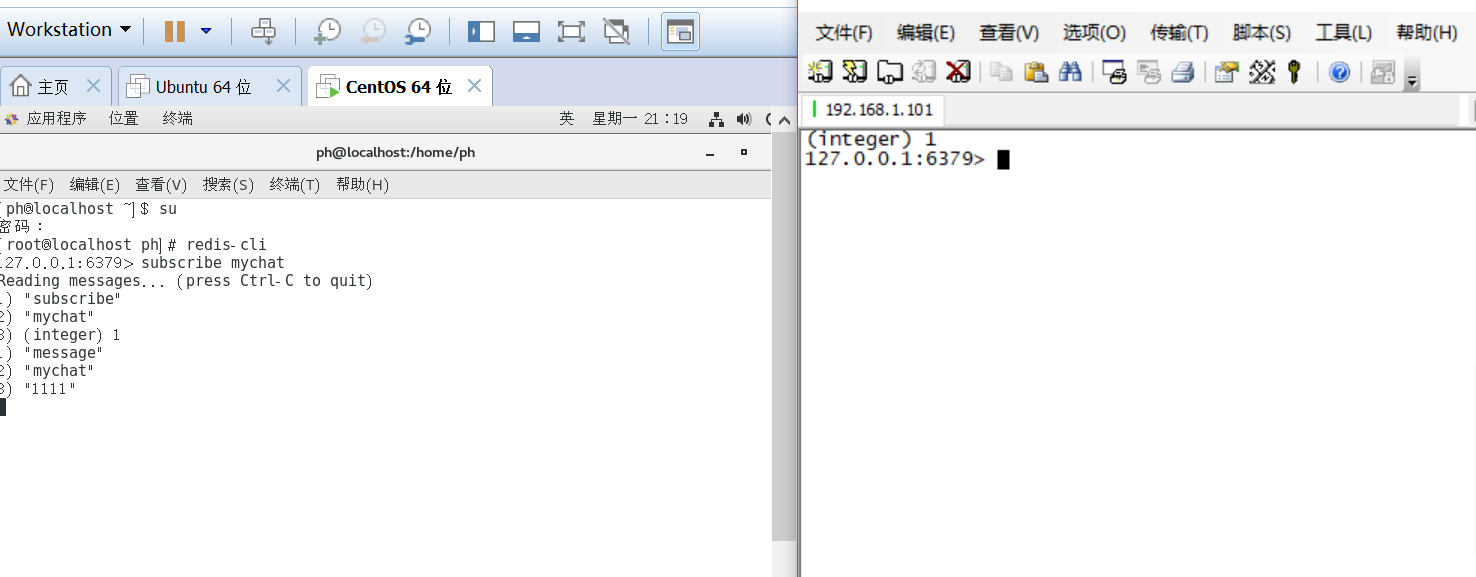 Workstation
主页
Ubuntu 64 位
CentOS 64 位
应用程序 位置 终端 英 星期一 21：19
ph@localhost:/home/ph
文件(F) 编辑(E) 查看(V) 搜索(S) 终端(T) 帮助(H)
[ph@localhost ~]$ su
密码：
[root@localhost ph]# redis-cli
127.0.0.1:6379> subscribe mychat
Reading messages... (press Ctrl-C to quit)
1) "subscribe"
2) "mychat"
3) (integer) 1
1) "message"
2) "mychat"
3) "1111"
文件(F) 编辑(E) 查看(V) 选项(O) 传输(T) 脚本(S) 工具(L) 帮助(H)
192.168.1.101
(integer) 1
127.0.0.1:6379>